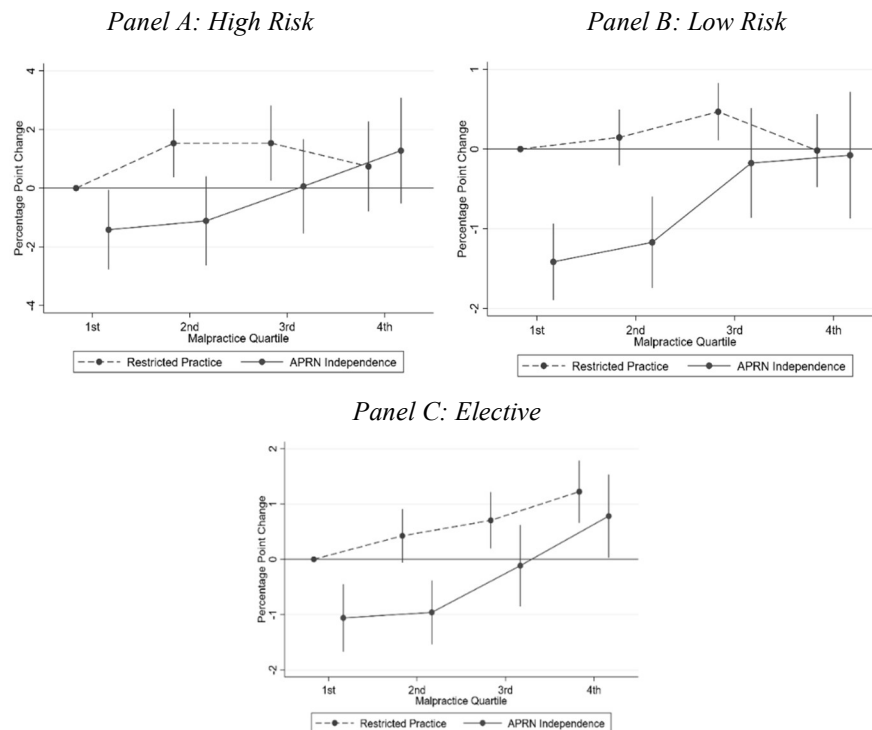 Panel A: High Risk
Percentage Point Change
4
2
0
-2
-4
1st 2nd 3rd 4th
Malpractice Quartile
Restricted Practice APRN Independence
Panel B: Low Risk
Percentage Point Change
1
0
-1
-2
1st 2nd 3rd 4th
Malpractice Quartile
Restricted Practice APRN Independence
Panel C: Elective
Percentage Point Change
2
1
0
-1
-2
1st 2nd 3rd 4th
Malpractice Quartile
Restricted Practice APRN Independence